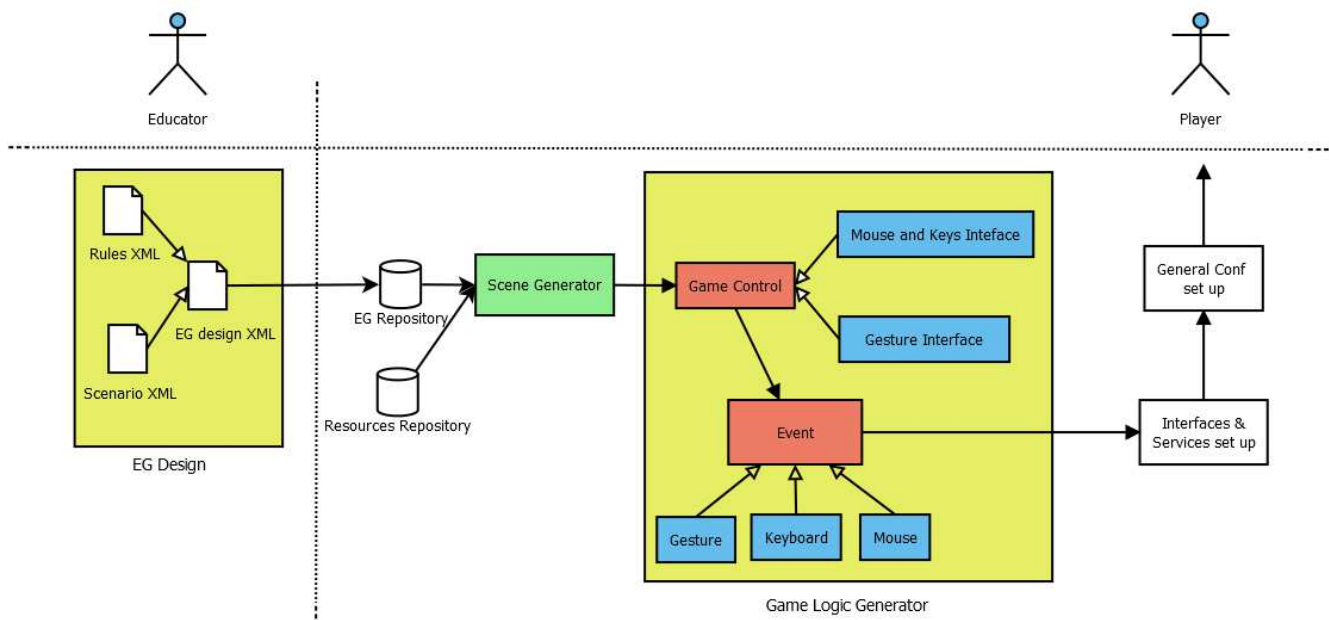 Educator
Player
Rules XML
EG design XML
Scenario XML
EG Design
EG Repository
Resources Repository
Scene Generator
Game Control
Mouse and Keys Inteface
Gesture Interface
Event
Gesture
Keyboard
Mouse
Game Logic Generator
General Conf
set up
Interfaces &
Services set up